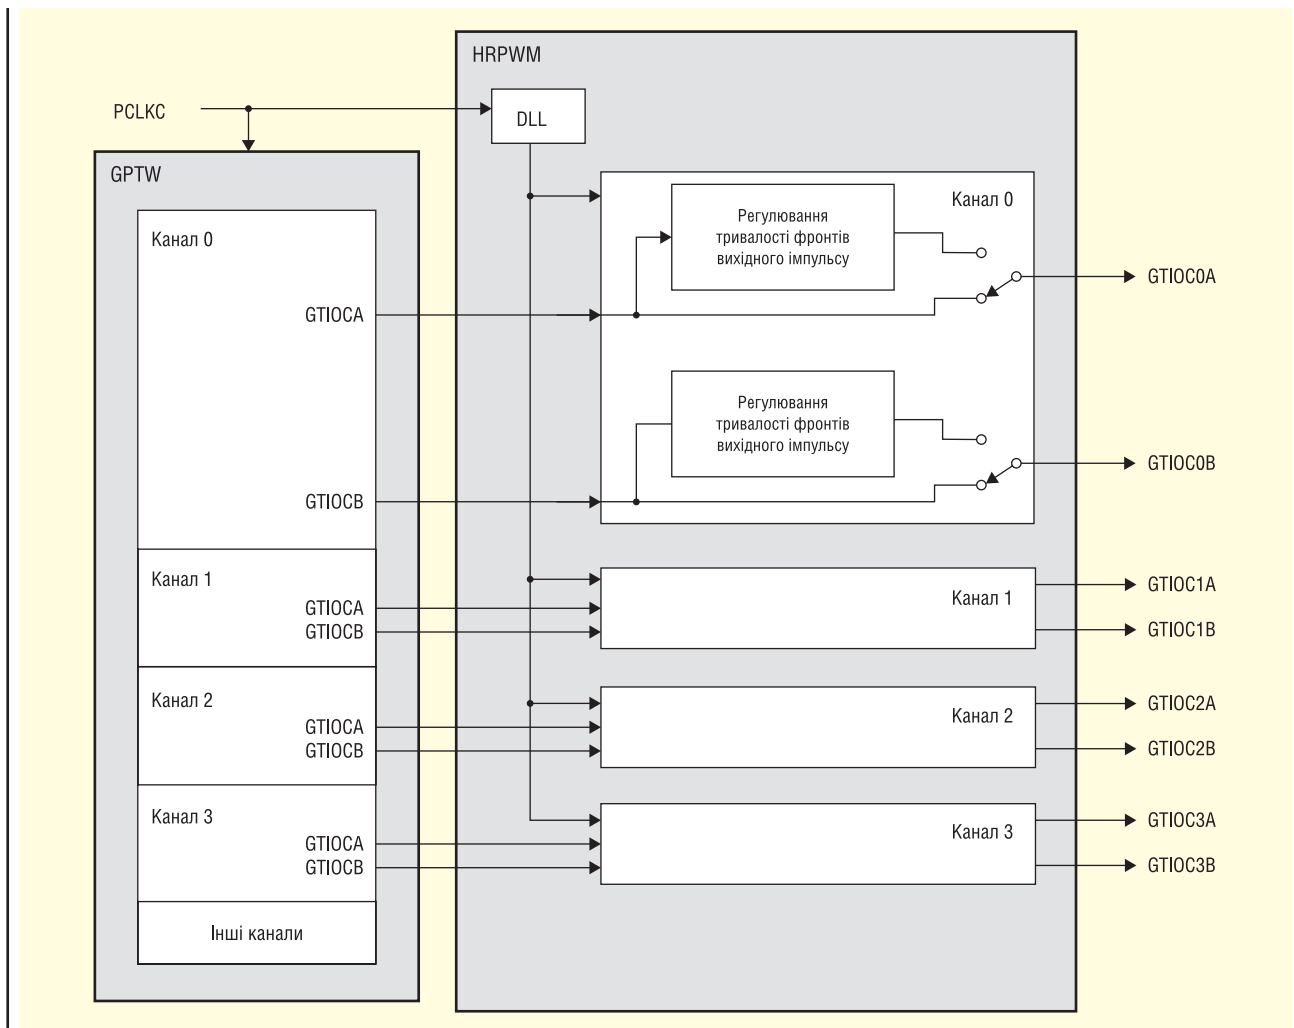 HRPWM
PCLKC
DLL
GPTW
Канал 0
GTIOCA
GTIOCB
Канал 1
GTIOCA
GTIOCB
Канал 2
GTIOCA
GTIOCB
Канал 3
GTIOCA
GTIOCB
Інші канали
Канал 0
Регулювання
тривалості фронтів
вихідного імпульсу
GTIOC0A
Регулювання
тривалості фронтів
вихідного імпульсу
GTIOC0B
Канал 1
GTIOC1A
GTIOC1B
Канал 2
GTIOC2A
GTIOC2B
Канал 3
GTIOC3A
GTIOC3B